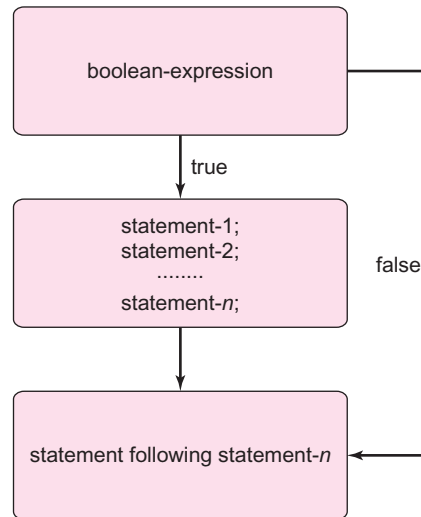 boolean-expression
true
statement-1;
statement-2;
........
statement-n;
false
statement following statement-n